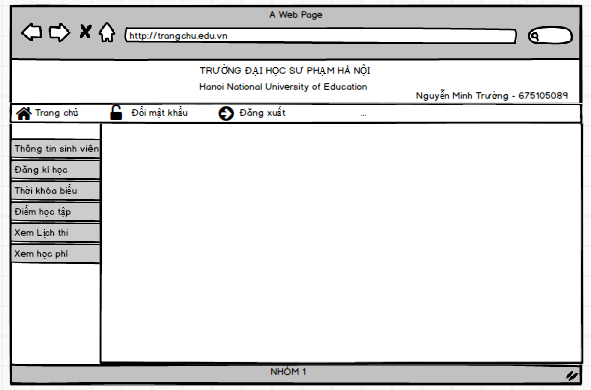 A Web Page
http://trangchu.edu.vn
TRƯỜNG ĐẠI HỌC SƯ PHẠM HÀ NỘI
Hanoi National University of Education
Nguyễn Minh Trường - 675105089
Trang chủ Đổi mật khẩu Đăng xuất ...
Thông tin sinh viên
Đăng kí học
Thời khóa biểu
Điểm học tập
Xem Lịch thi
Xem học phí
NHÓM 1